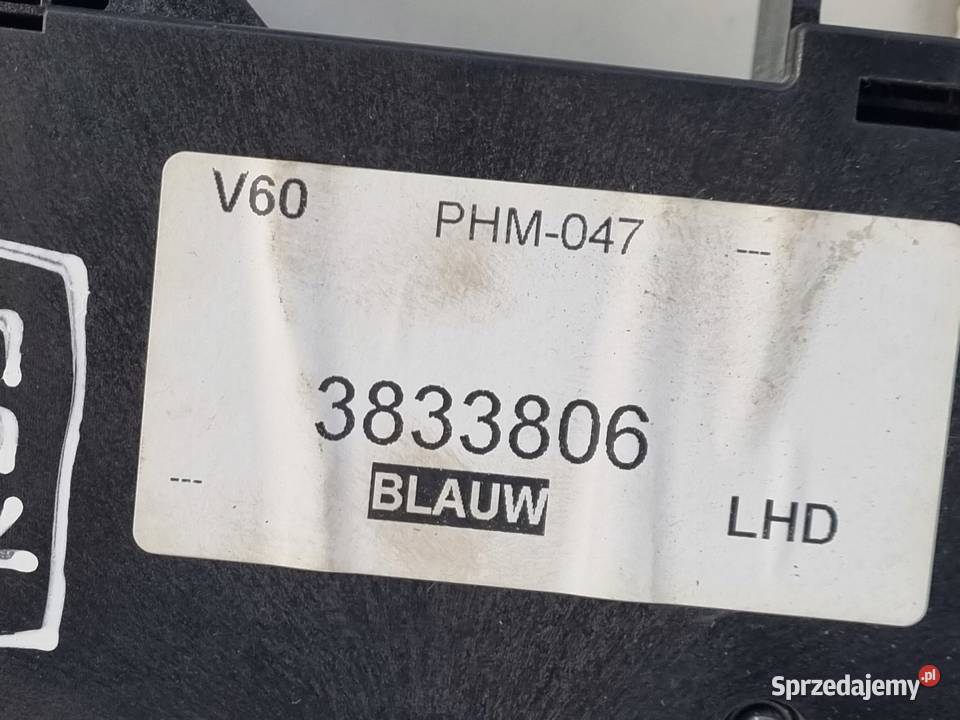 V60 PHM-047 ---
3833806
--- BLAUW LHD
Sprzedajemy.pl